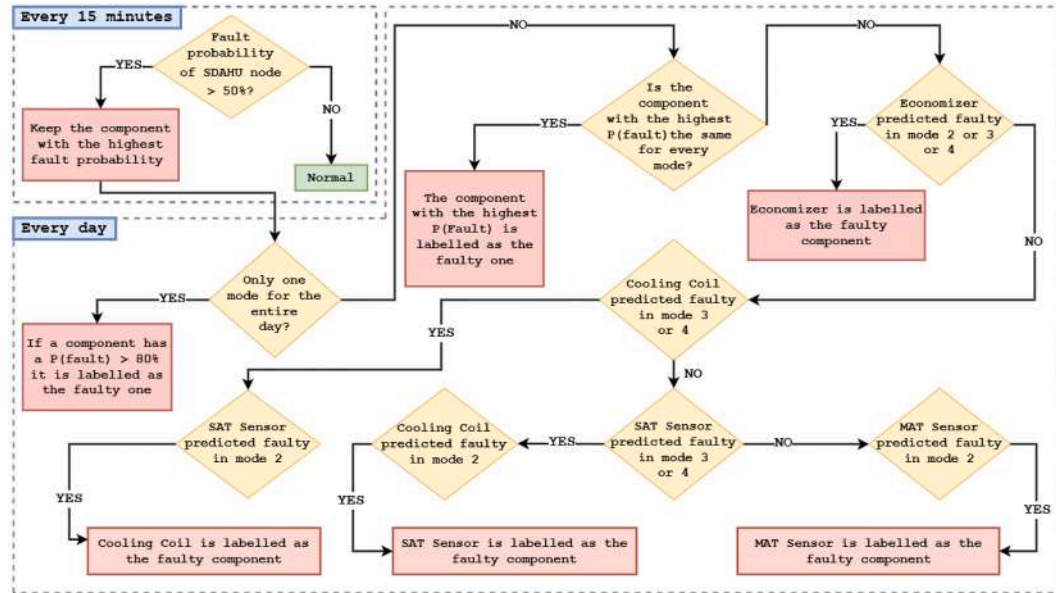 Every 15 minutes
Fault
probability
of SDAHU node
> 50%?
YES
NO
Keep the component
with the highest
fault probability
Normal
Every day
Only one
mode for the
entire
day?
YES
If a component has
a P(fault) > 80%
it is labelled as
the faulty one
NO
Is the
component
with the highest
P(fault)the same
for every
mode?
YES
The component
with the highest
P(Fault) is
labelled as the
faulty one
NO
Economizer
predicted faulty
in mode 2 or 3
or 4
YES
Economizer is labelled
as the faulty
component
NO
Cooling Coil
predicted faulty
in mode 3
or 4
YES
SAT Sensor
predicted faulty
in mode 2
YES
Cooling Coil is labelled as
the faulty component
NO
SAT Sensor
predicted faulty
in mode 3
or 4
YES
Cooling Coil
predicted faulty
in mode 2
YES
SAT Sensor is labelled as the
faulty component
NO
MAT Sensor
predicted faulty
in mode 2
YES
MAT Sensor is labelled as the
faulty component